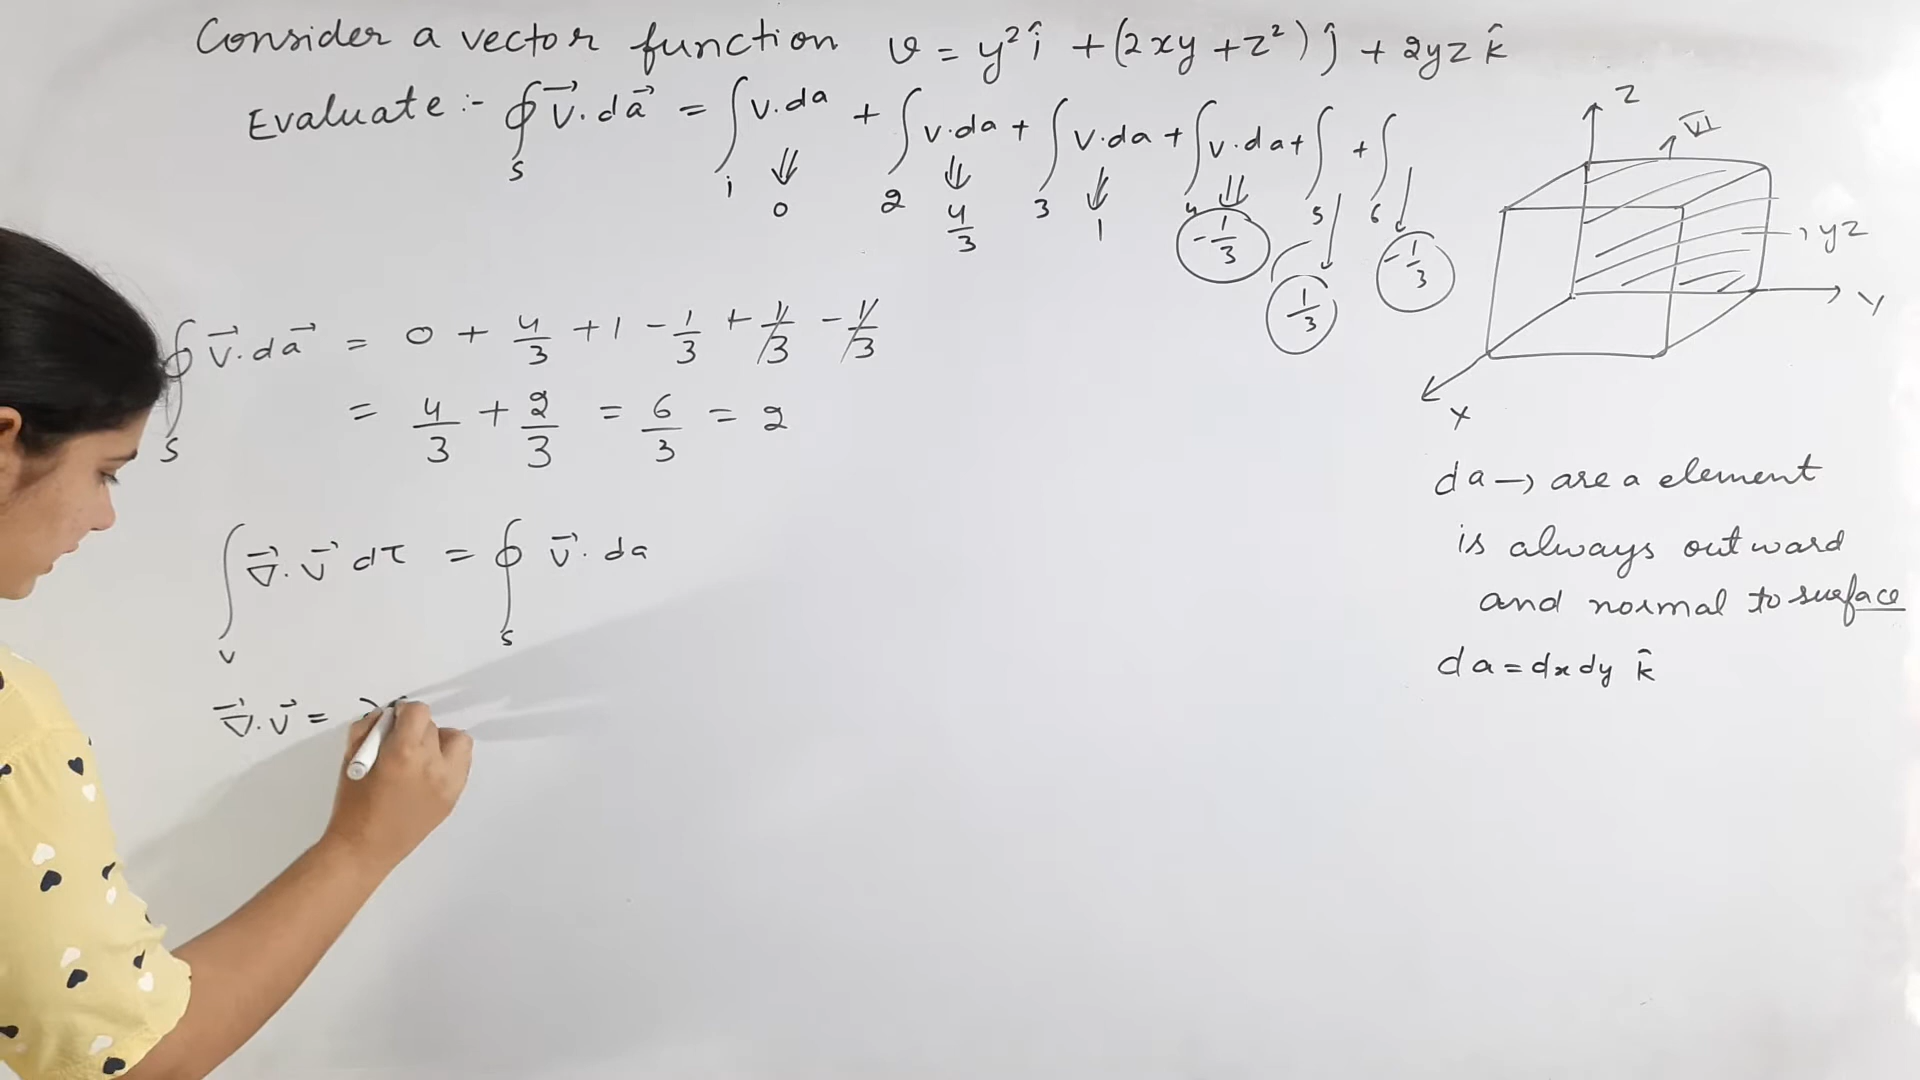 Consider a vector function v = y² î + (2xy + z²) ĵ + 2yz k̂
Evaluate :- ∮ v⃗ · da⃗ = ∫ v·da + ∫ v·da + ∫ v·da + ∫ v·da + ∫ + ∫
S 1 2 3 4 5 6
0 4/3 1 -1/3 1/3 -1/3
∮ v⃗ · da⃗ = 0 + 4/3 + 1 - 1/3 + 1/3 - 1/3
S
= 4/3 + 2/3 = 6/3 = 2
∫ ∇⃗ · v⃗ dτ = ∮ v⃗ · da
V S
∇⃗ · v⃗ =
Z
VI
yz
Y
X
da → area element
is always outward
and normal to surface
da = dx dy k̂